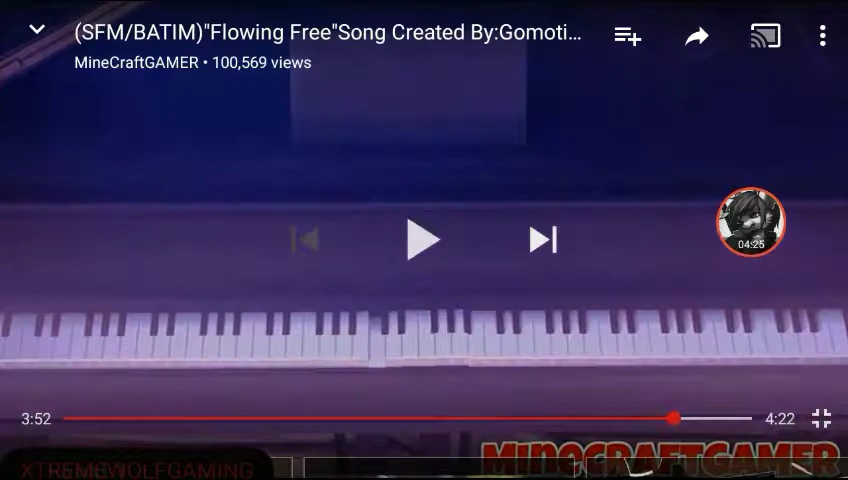 (SFM/BATIM)"Flowing Free"Song Created By:Gomoti...
MineCraftGAMER • 100,569 views
04:25
3:52
4:22
XTREMEWOLFGAMING
MINECRAFTGAMER